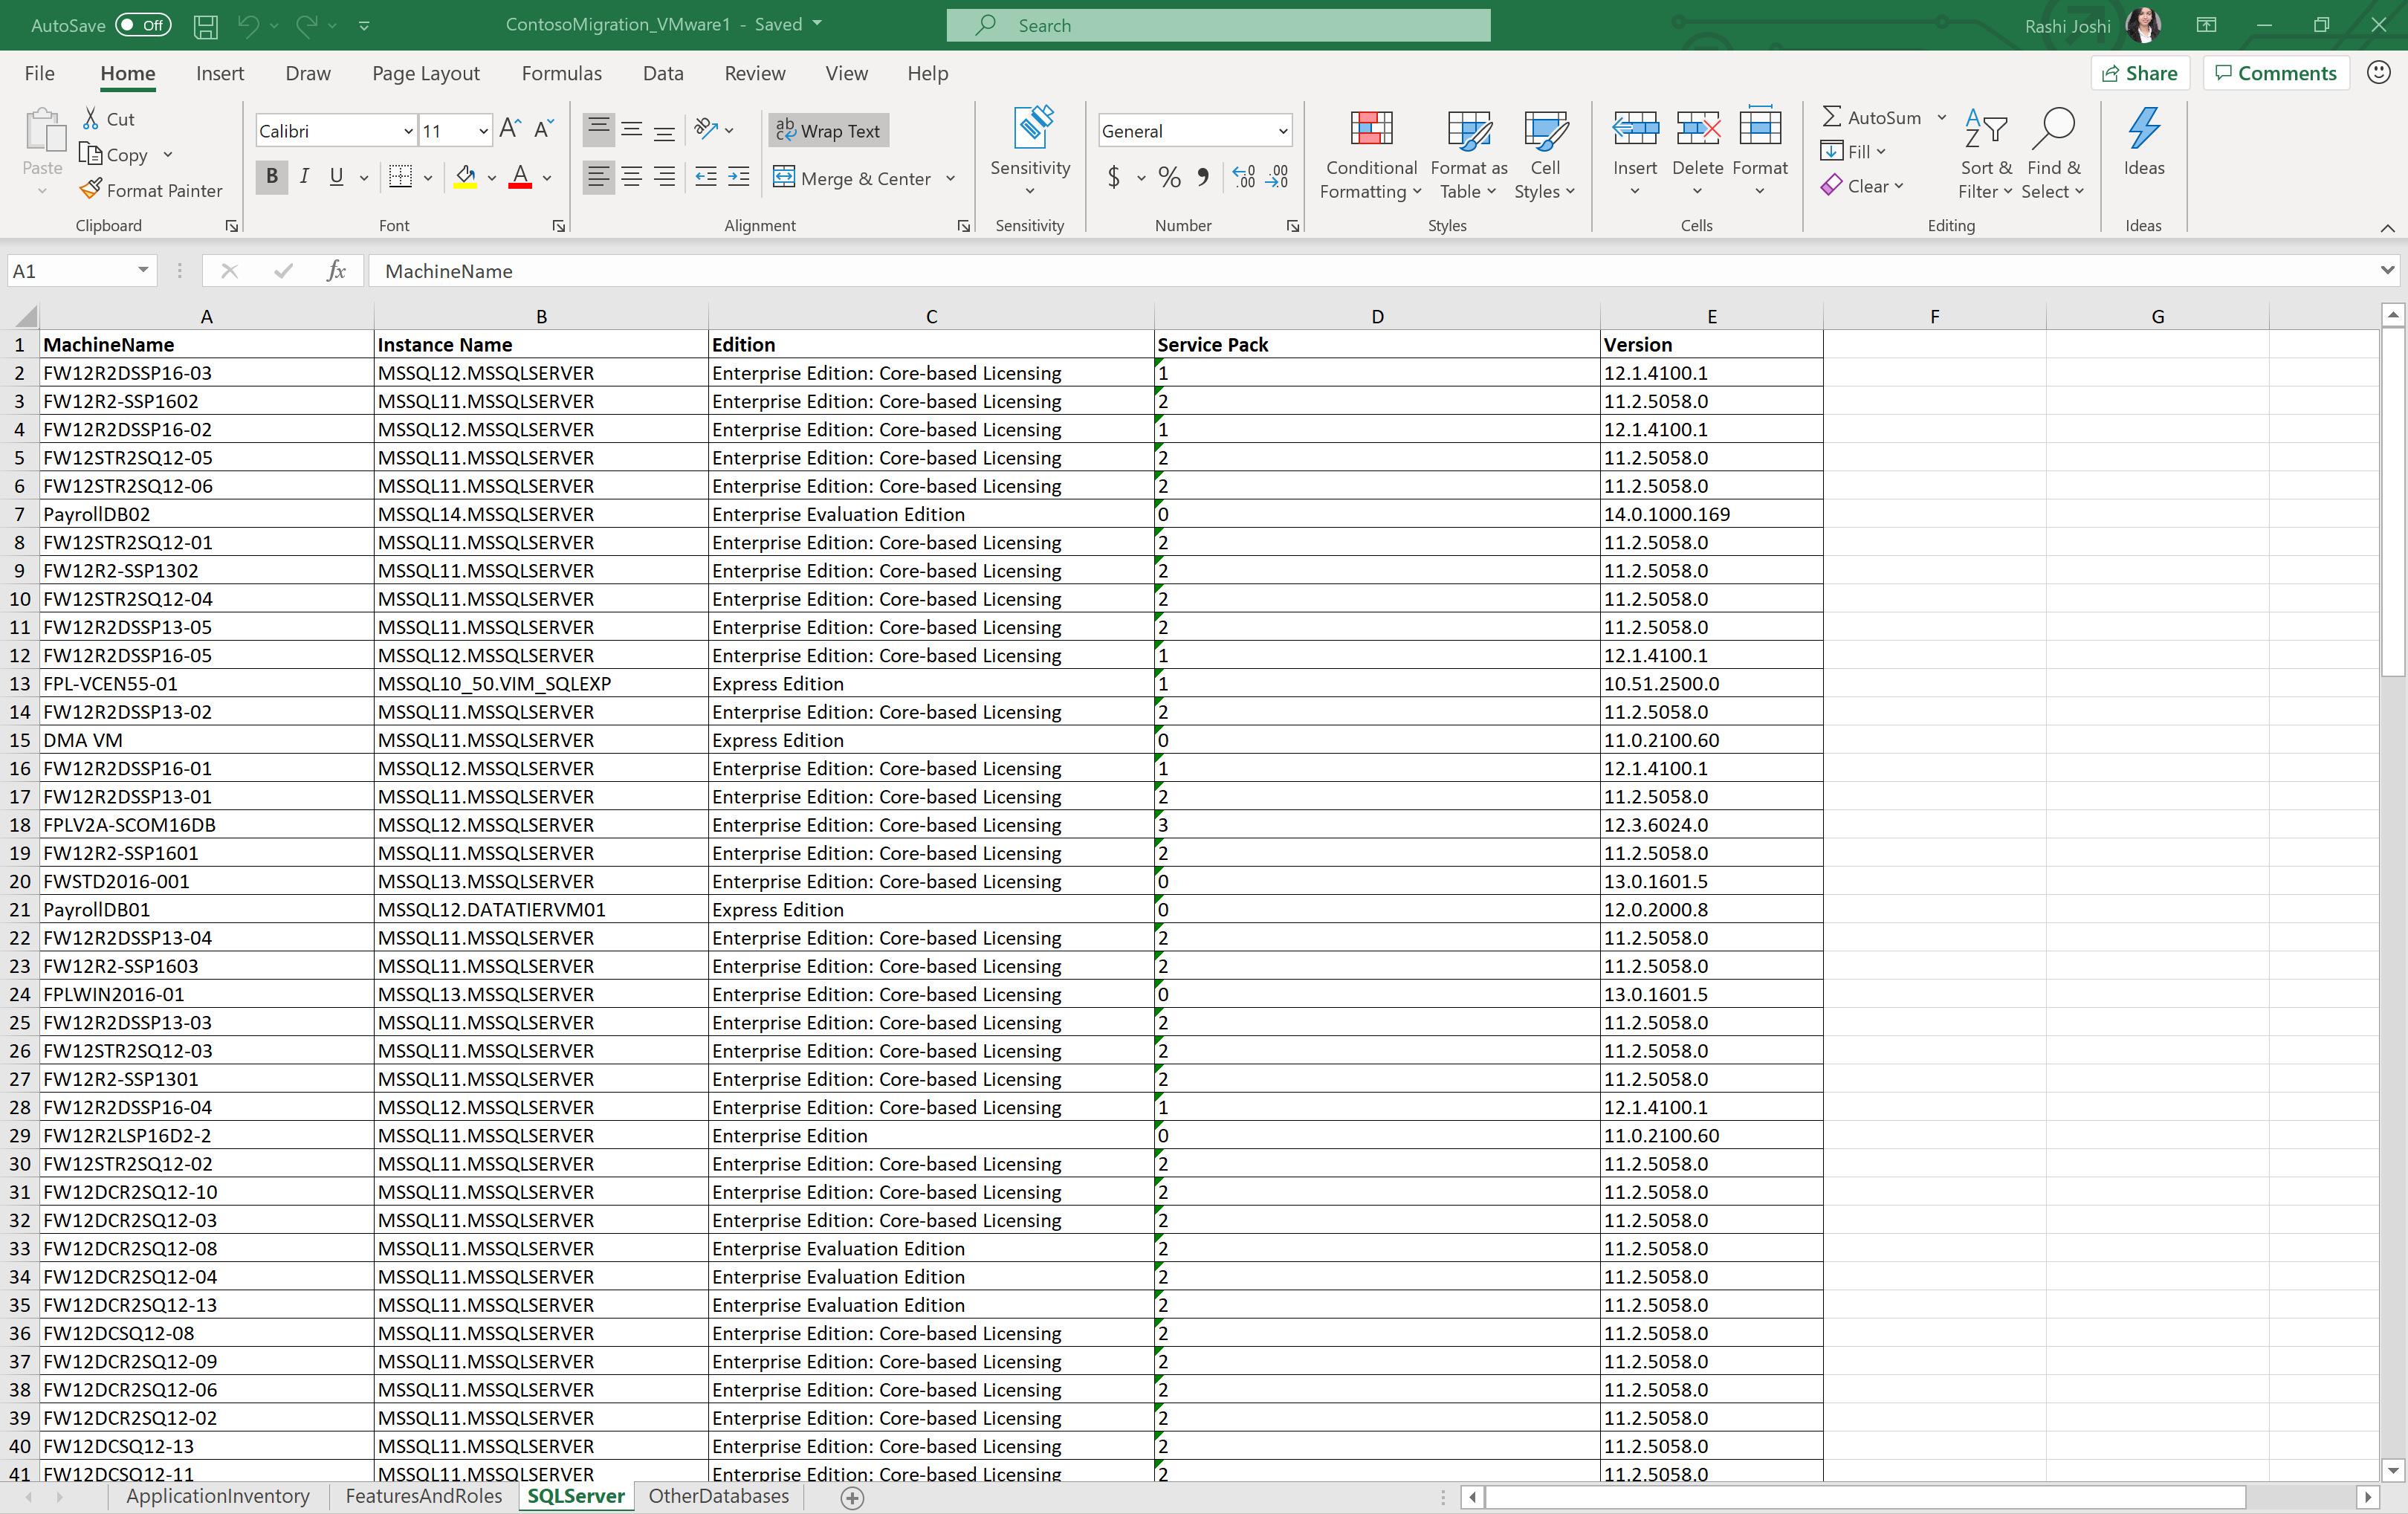 AutoSave Off ContosoMigration_VMware1 - Saved Search Rashi Joshi
File Home Insert Draw Page Layout Formulas Data Review View Help Share Comments
Paste Cut Copy Format Painter Clipboard
Calibri 11 B I U A Font
Wrap Text Merge & Center Alignment
Sensitivity Sensitivity
General $ % Number
Conditional Formatting Format as Table Cell Styles Styles
Insert Delete Format Cells
AutoSum Fill Clear Sort & Filter Find & Select Editing
Ideas Ideas
A1 fx MachineName
A B C D E F G
1 MachineName Instance Name Edition Service Pack Version
2 FW12R2DSSP16-03 MSSQL12.MSSQLSERVER Enterprise Edition: Core-based Licensing 1 12.1.4100.1
3 FW12R2-SSP1602 MSSQL11.MSSQLSERVER Enterprise Edition: Core-based Licensing 2 11.2.5058.0
4 FW12R2DSSP16-02 MSSQL12.MSSQLSERVER Enterprise Edition: Core-based Licensing 1 12.1.4100.1
5 FW12STR2SQ12-05 MSSQL11.MSSQLSERVER Enterprise Edition: Core-based Licensing 2 11.2.5058.0
6 FW12STR2SQ12-06 MSSQL11.MSSQLSERVER Enterprise Edition: Core-based Licensing 2 11.2.5058.0
7 PayrollDB02 MSSQL14.MSSQLSERVER Enterprise Evaluation Edition 0 14.0.1000.169
8 FW12STR2SQ12-01 MSSQL11.MSSQLSERVER Enterprise Edition: Core-based Licensing 2 11.2.5058.0
9 FW12R2-SSP1302 MSSQL11.MSSQLSERVER Enterprise Edition: Core-based Licensing 2 11.2.5058.0
10 FW12STR2SQ12-04 MSSQL11.MSSQLSERVER Enterprise Edition: Core-based Licensing 2 11.2.5058.0
11 FW12R2DSSP13-05 MSSQL11.MSSQLSERVER Enterprise Edition: Core-based Licensing 2 11.2.5058.0
12 FW12R2DSSP16-05 MSSQL12.MSSQLSERVER Enterprise Edition: Core-based Licensing 1 12.1.4100.1
13 FPL-VCEN55-01 MSSQL10_50.VIM_SQLEXP Express Edition 1 10.51.2500.0
14 FW12R2DSSP13-02 MSSQL11.MSSQLSERVER Enterprise Edition: Core-based Licensing 2 11.2.5058.0
15 DMA VM MSSQL11.MSSQLSERVER Express Edition 0 11.0.2100.60
16 FW12R2DSSP16-01 MSSQL12.MSSQLSERVER Enterprise Edition: Core-based Licensing 1 12.1.4100.1
17 FW12R2DSSP13-01 MSSQL11.MSSQLSERVER Enterprise Edition: Core-based Licensing 2 11.2.5058.0
18 FPLV2A-SCOM16DB MSSQL12.MSSQLSERVER Enterprise Edition: Core-based Licensing 3 12.3.6024.0
19 FW12R2-SSP1601 MSSQL11.MSSQLSERVER Enterprise Edition: Core-based Licensing 2 11.2.5058.0
20 FWSTD2016-001 MSSQL13.MSSQLSERVER Enterprise Edition: Core-based Licensing 0 13.0.1601.5
21 PayrollDB01 MSSQL12.DATATIERVM01 Express Edition 0 12.0.2000.8
22 FW12R2DSSP13-04 MSSQL11.MSSQLSERVER Enterprise Edition: Core-based Licensing 2 11.2.5058.0
23 FW12R2-SSP1603 MSSQL11.MSSQLSERVER Enterprise Edition: Core-based Licensing 2 11.2.5058.0
24 FPLWIN2016-01 MSSQL13.MSSQLSERVER Enterprise Edition: Core-based Licensing 0 13.0.1601.5
25 FW12R2DSSP13-03 MSSQL11.MSSQLSERVER Enterprise Edition: Core-based Licensing 2 11.2.5058.0
26 FW12STR2SQ12-03 MSSQL11.MSSQLSERVER Enterprise Edition: Core-based Licensing 2 11.2.5058.0
27 FW12R2-SSP1301 MSSQL11.MSSQLSERVER Enterprise Edition: Core-based Licensing 2 11.2.5058.0
28 FW12R2DSSP16-04 MSSQL12.MSSQLSERVER Enterprise Edition: Core-based Licensing 1 12.1.4100.1
29 FW12R2LSP16D2-2 MSSQL11.MSSQLSERVER Enterprise Edition 0 11.0.2100.60
30 FW12STR2SQ12-02 MSSQL11.MSSQLSERVER Enterprise Edition: Core-based Licensing 2 11.2.5058.0
31 FW12DCR2SQ12-10 MSSQL11.MSSQLSERVER Enterprise Edition: Core-based Licensing 2 11.2.5058.0
32 FW12DCR2SQ12-03 MSSQL11.MSSQLSERVER Enterprise Edition: Core-based Licensing 2 11.2.5058.0
33 FW12DCR2SQ12-08 MSSQL11.MSSQLSERVER Enterprise Evaluation Edition 2 11.2.5058.0
34 FW12DCR2SQ12-04 MSSQL11.MSSQLSERVER Enterprise Evaluation Edition 2 11.2.5058.0
35 FW12DCR2SQ12-13 MSSQL11.MSSQLSERVER Enterprise Evaluation Edition 2 11.2.5058.0
36 FW12DCSQ12-08 MSSQL11.MSSQLSERVER Enterprise Edition: Core-based Licensing 2 11.2.5058.0
37 FW12DCR2SQ12-09 MSSQL11.MSSQLSERVER Enterprise Edition: Core-based Licensing 2 11.2.5058.0
38 FW12DCR2SQ12-06 MSSQL11.MSSQLSERVER Enterprise Edition: Core-based Licensing 2 11.2.5058.0
39 FW12DCR2SQ12-02 MSSQL11.MSSQLSERVER Enterprise Edition: Core-based Licensing 2 11.2.5058.0
40 FW12DCSQ12-13 MSSQL11.MSSQLSERVER Enterprise Edition: Core-based Licensing 2 11.2.5058.0
41 FW12DCSQ12-11 MSSQL11.MSSQLSERVER Enterprise Edition: Core-based Licensing 2 11.2.5058.0
ApplicationInventory FeaturesAndRoles SQLServer OtherDatabases